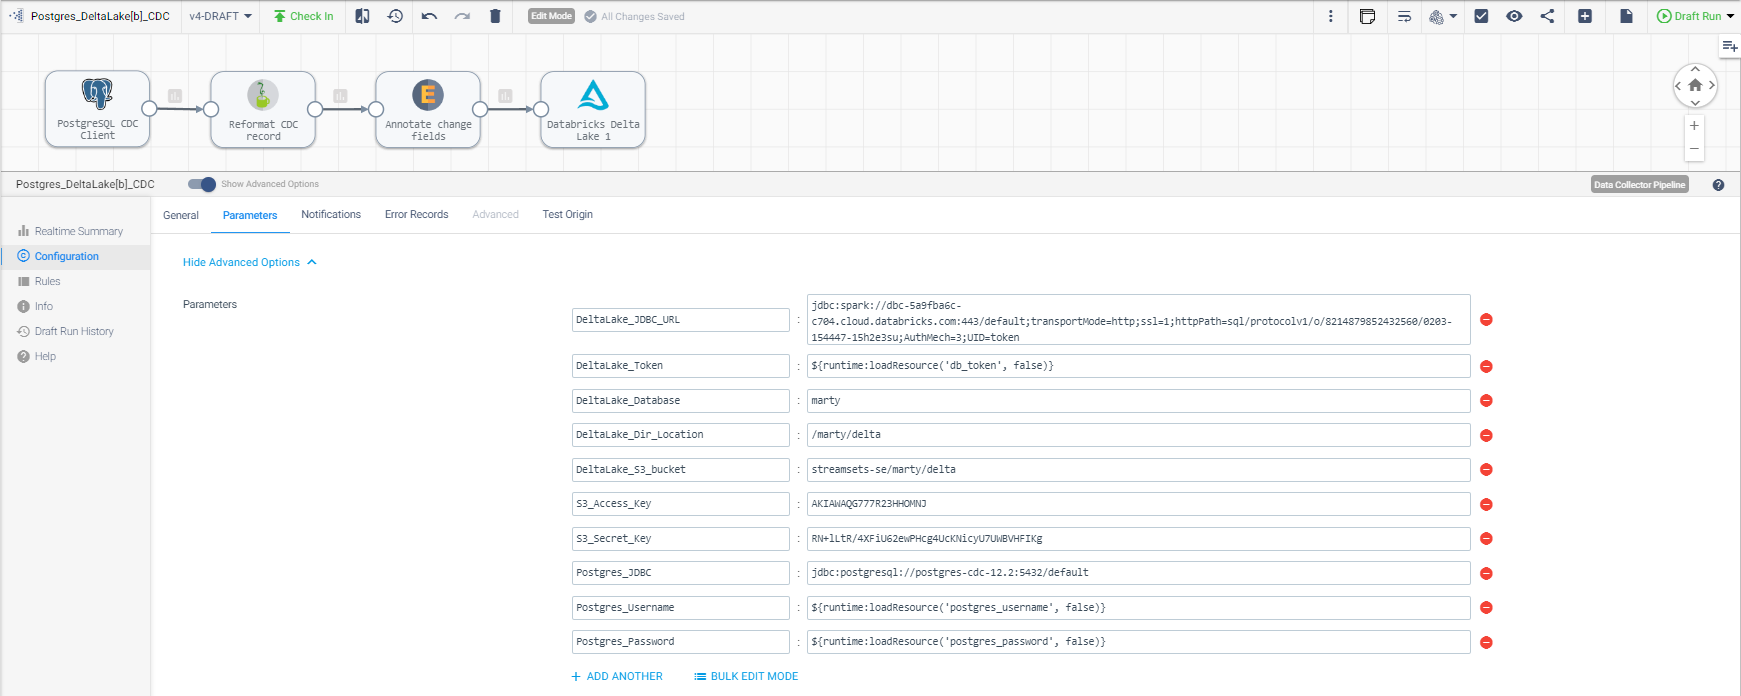 Postgres_DeltaLake[b]_CDC
v4-DRAFT
Check In
Edit Mode
All Changes Saved
Draft Run
PostgreSQL CDC
Client
Reformat CDC
record
E
Annotate change
fields
Databricks Delta
Lake 1
Postgres_DeltaLake[b]_CDC
Show Advanced Options
Data Collector Pipeline
?
General
Parameters
Notifications
Error Records
Advanced
Test Origin
Realtime Summary
Configuration
Rules
Info
Draft Run History
Help
Hide Advanced Options
Parameters
DeltaLake_JDBC_URL
:
jdbc:spark://dbc-5a9fba6c-
c704.cloud.databricks.com:443/default;transportMode=http;ssl=1;httpPath=sql/protocolv1/o/8214879852432560/0203-
154447-15h2e3su;AuthMech=3;UID=token
DeltaLake_Token : ${runtime:loadResource('db_token', false)}
DeltaLake_Database : marty
DeltaLake_Dir_Location : /marty/delta
DeltaLake_S3_bucket : streamsets-se/marty/delta
S3_Access_Key : AKIAWAQG777R23HHOMNJ
S3_Secret_Key : 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
Postgres_JDBC : jdbc:postgresql://postgres-cdc-12.2:5432/default
Postgres_Username : ${runtime:loadResource('postgres_username', false)}
Postgres_Password : ${runtime:loadResource('postgres_password', false)}
+ ADD ANOTHER
BULK EDIT MODE